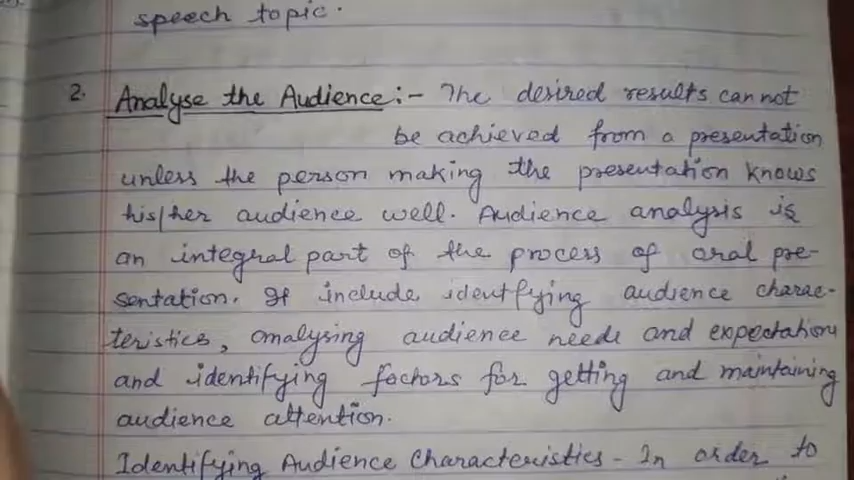 speech topic.
2. Analyse the Audience :- The desired results cannot
be achieved from a presentation
unless the person making the presentation knows
his/her audience well. Audience analysis is
an integral part of the process of oral pre-
sentation. It include identfying audience charac-
teristics, analysing audience needs and expectations
and identifying factors for getting and maintaining
audience attention.
Identifying Audience Characteristics - In order to